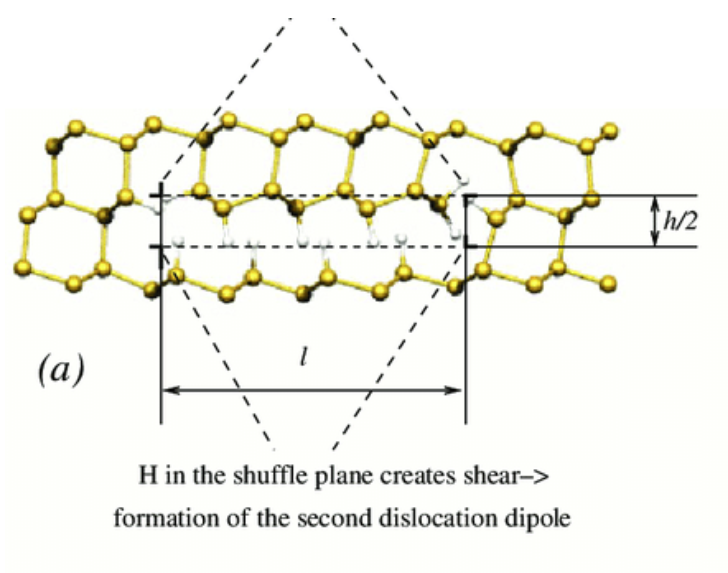 h/2
(a)
l
H in the shuffle plane creates shear–>
formation of the second dislocation dipole